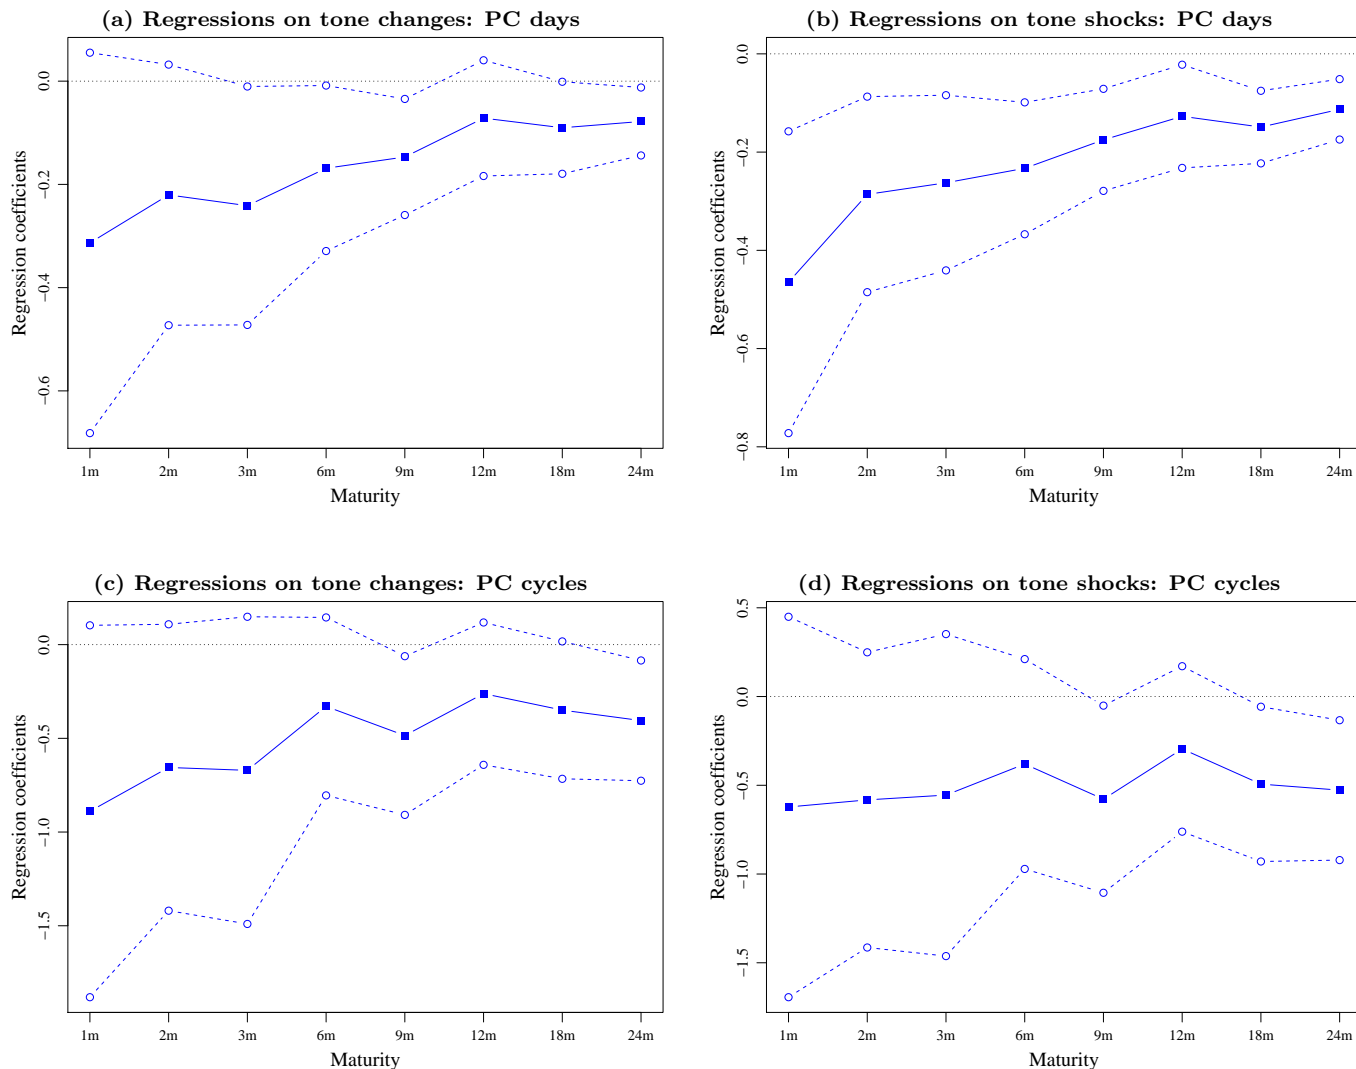 (a) Regressions on tone changes: PC days
Regression coefficients
0.0
−0.2
−0.4
−0.6
1m 2m 3m 6m 9m 12m 18m 24m
Maturity
(b) Regressions on tone shocks: PC days
Regression coefficients
0.0
−0.2
−0.4
−0.6
−0.8
1m 2m 3m 6m 9m 12m 18m 24m
Maturity
(c) Regressions on tone changes: PC cycles
Regression coefficients
0.0
−0.5
−1.0
−1.5
1m 2m 3m 6m 9m 12m 18m 24m
Maturity
(d) Regressions on tone shocks: PC cycles
Regression coefficients
0.5
0.0
−0.5
−1.0
−1.5
1m 2m 3m 6m 9m 12m 18m 24m
Maturity